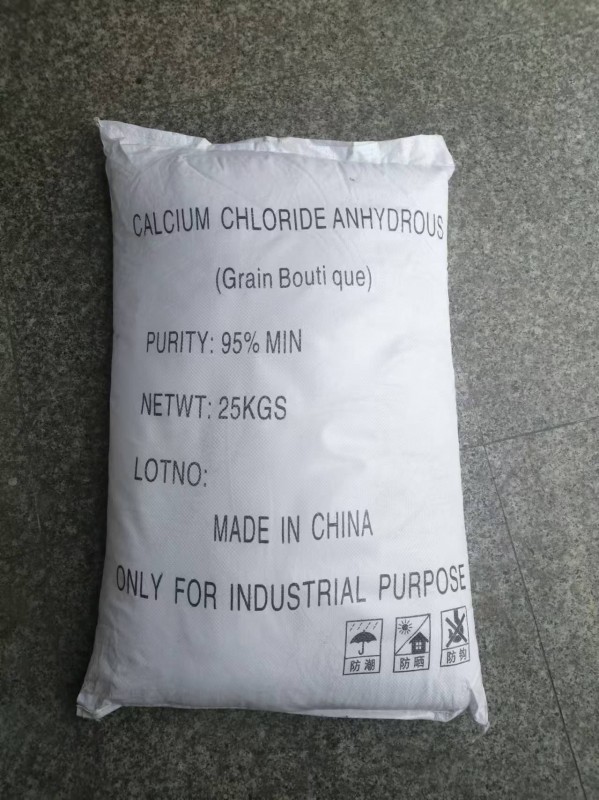 CALCIUM CHLORIDE ANHYDROUS
(Grain Bouti que)
PURITY: 95% MIN
NETWT: 25KGS
LOTNO:
MADE IN CHINA
ONLY FOR INDUSTRIAL PURPOSE
防潮 防晒 防钩